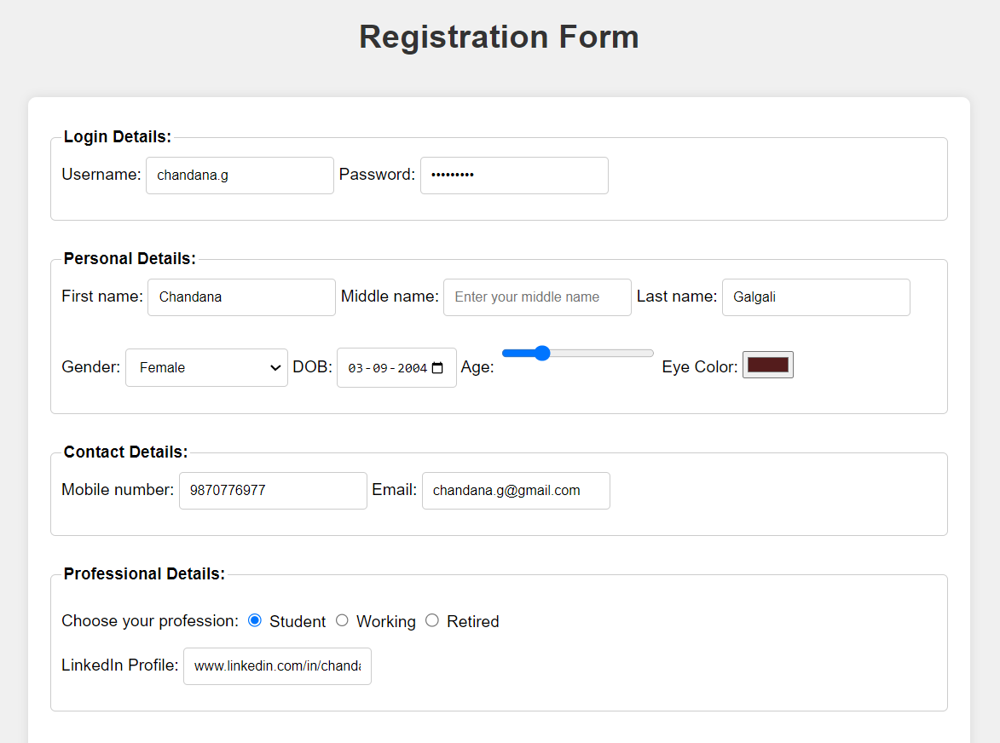 Registration Form
Login Details:
Username: chandana.g Password: •••••••••
Personal Details:
First name: Chandana Middle name: Enter your middle name Last name: Galgali
Gender: Female DOB: 03-09-2004 Age: Eye Color:
Contact Details:
Mobile number: 9870776977 Email: chandana.g@gmail.com
Professional Details:
Choose your profession: Student Working Retired
LinkedIn Profile: www.linkedin.com/in/chanda